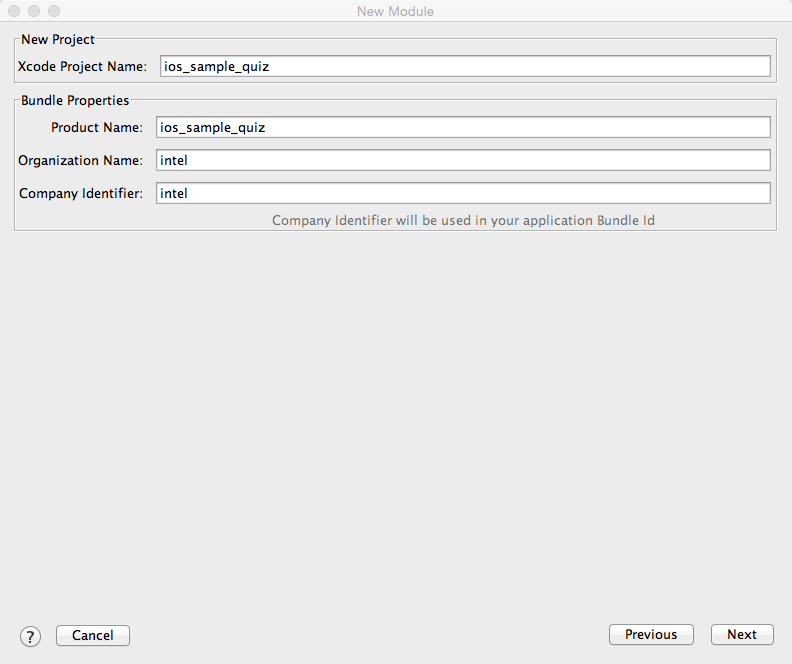 New Module
New Project
Xcode Project Name: ios_sample_quiz
Bundle Properties
Product Name: ios_sample_quiz
Organization Name: intel
Company Identifier: intel
Company Identifier will be used in your application Bundle Id
? Cancel Previous Next